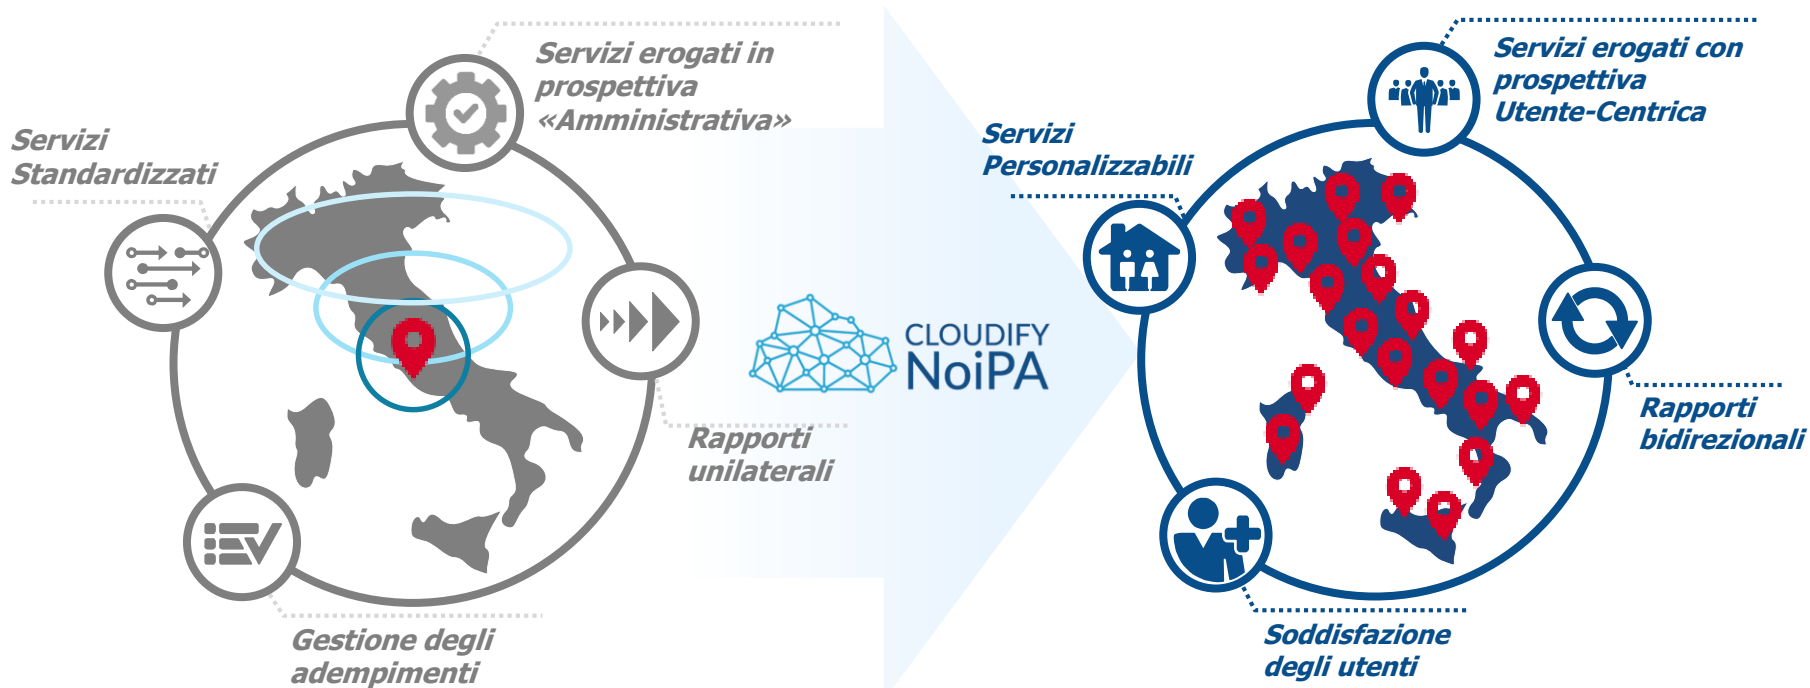 Servizi erogati in
prospettiva
«Amministrativa»
Servizi
Standardizzati
Rapporti
unilaterali
Gestione degli
adempimenti
CLOUDIFY
NoiPA
Servizi erogati con
prospettiva
Utente-Centrica
Servizi
Personalizzabili
Rapporti
bidirezionali
Soddisfazione
degli utenti